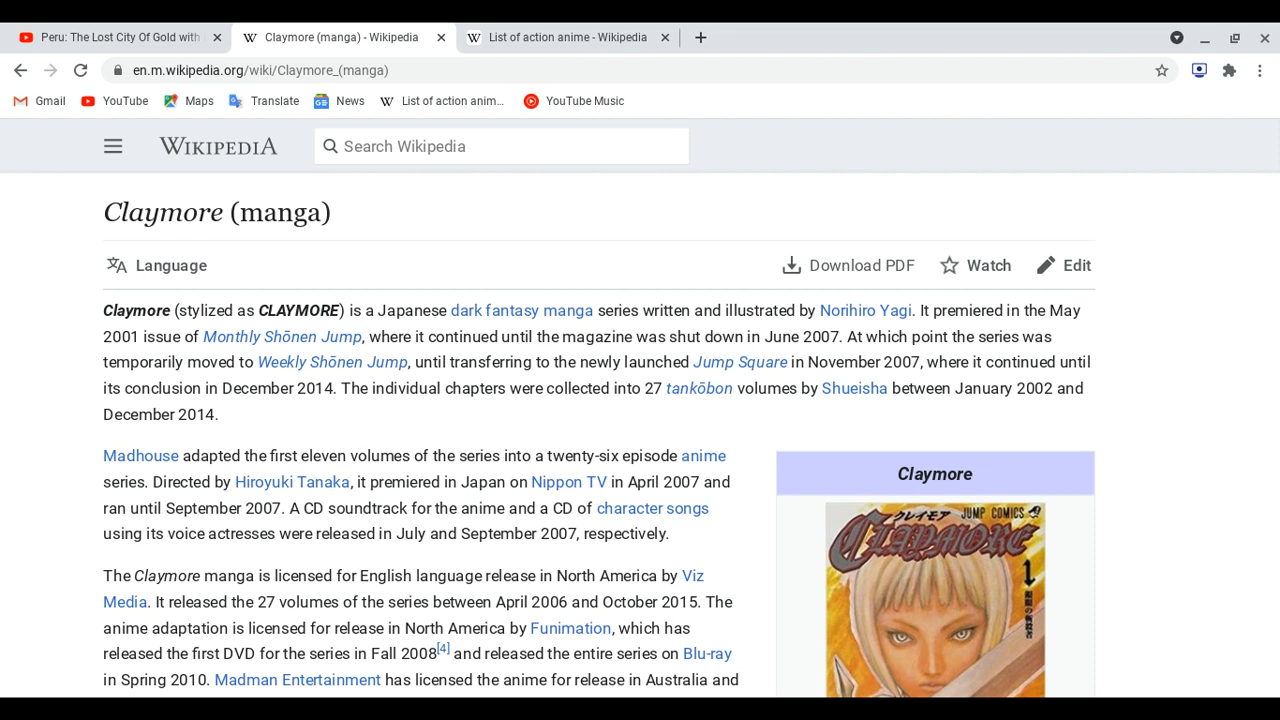 Peru: The Lost City Of Gold with
Claymore (manga) - Wikipedia
List of action anime - Wikipedia
en.m.wikipedia.org/wiki/Claymore_(manga)
Gmail
YouTube
Maps
Translate
News
List of action anim...
YouTube Music
WIKIPEDIA
Search Wikipedia
Claymore (manga)
Language
Download PDF
Watch
Edit
Claymore (stylized as CLAYMORE) is a Japanese dark fantasy manga series written and illustrated by Norihiro Yagi. It premiered in the May
2001 issue of Monthly Shōnen Jump, where it continued until the magazine was shut down in June 2007. At which point the series was
temporarily moved to Weekly Shōnen Jump, until transferring to the newly launched Jump Square in November 2007, where it continued until
its conclusion in December 2014. The individual chapters were collected into 27 tankōbon volumes by Shueisha between January 2002 and
December 2014.
Madhouse adapted the first eleven volumes of the series into a twenty-six episode anime
series. Directed by Hiroyuki Tanaka, it premiered in Japan on Nippon TV in April 2007 and
ran until September 2007. A CD soundtrack for the anime and a CD of character songs
using its voice actresses were released in July and September 2007, respectively.
The Claymore manga is licensed for English language release in North America by Viz
Media. It released the 27 volumes of the series between April 2006 and October 2015. The
anime adaptation is licensed for release in North America by Funimation, which has
released the first DVD for the series in Fall 2008[4] and released the entire series on Blu-ray
in Spring 2010. Madman Entertainment has licensed the anime for release in Australia and
Claymore
クレイモア
JUMP COMICS
CLAYMORE
1